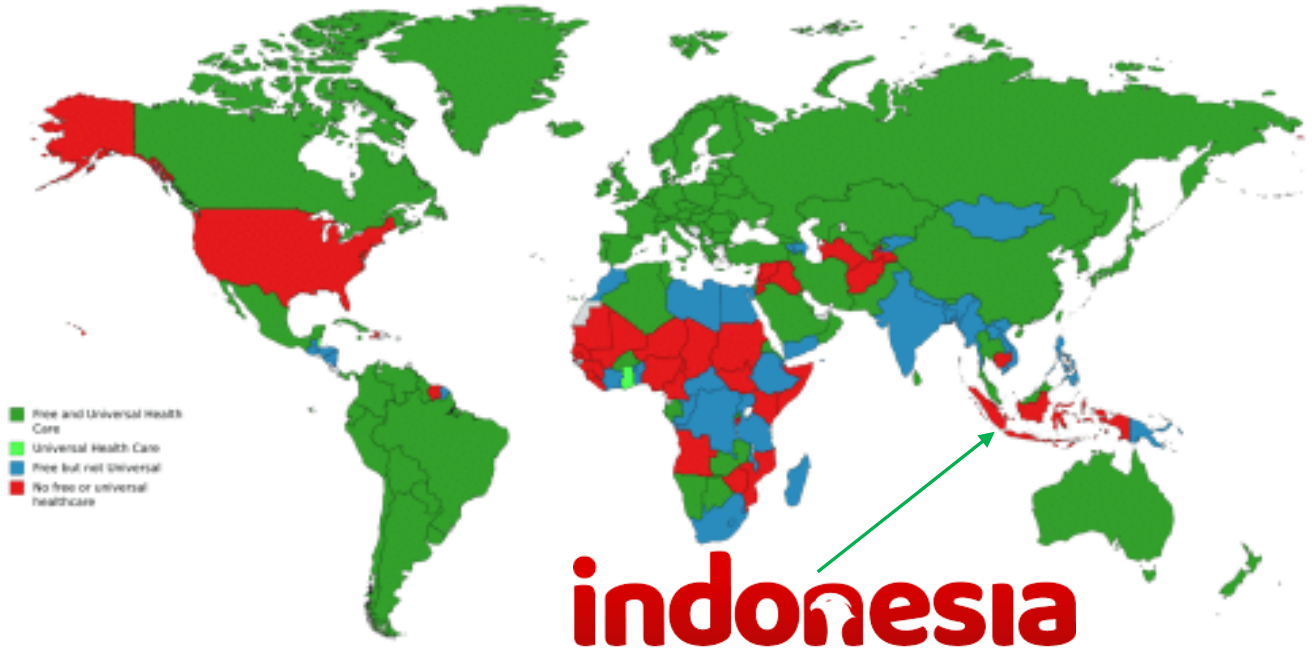 Free and Universal Health
Care
Universal Health Care
Free but not Universal
No free or universal
healthcare
indonesia